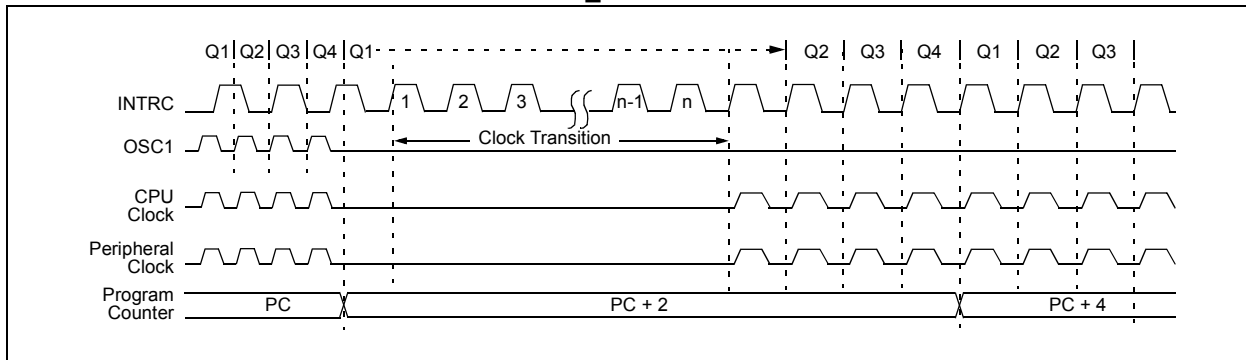 Q1 Q2 Q3 Q4 Q1 Q2 Q3 Q4 Q1 Q2 Q3
INTRC 1 2 3 n-1 n
OSC1 Clock Transition
CPU
Clock
Peripheral
Clock
Program
Counter PC PC + 2 PC + 4